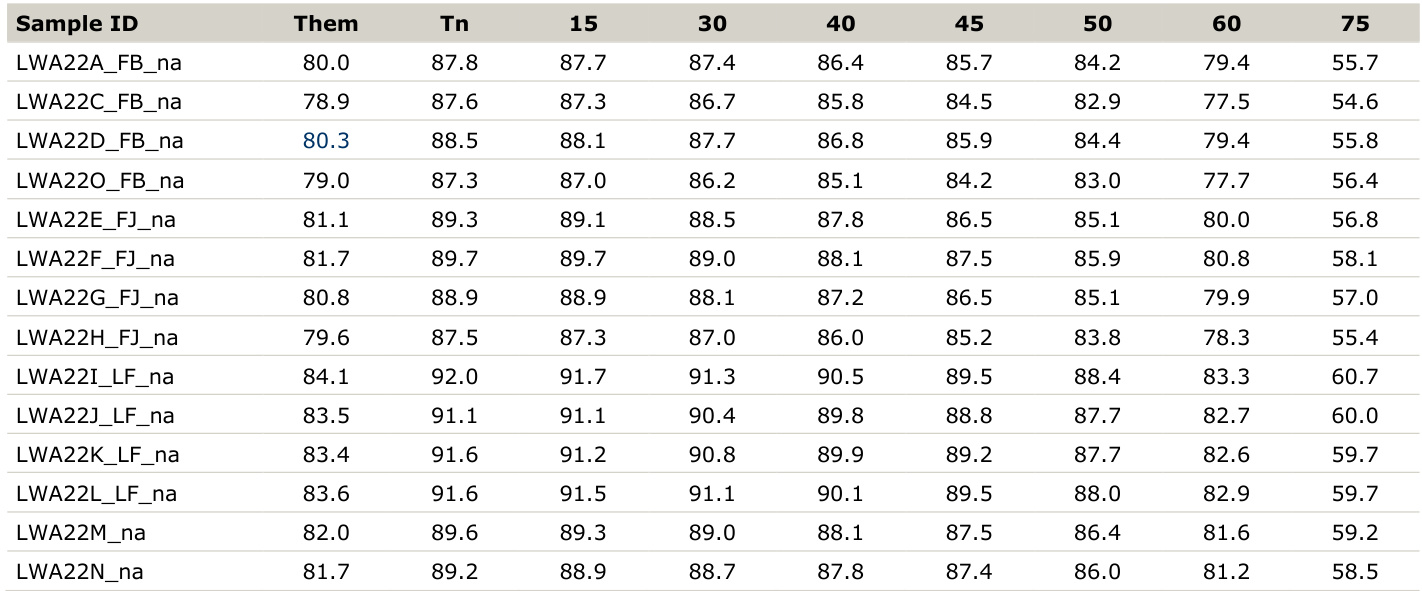 Sample ID Them Tn 15 30 40 45 50 60 75
LWA22A_FB_na 80.0 87.8 87.7 87.4 86.4 85.7 84.2 79.4 55.7
LWA22C_FB_na 78.9 87.6 87.3 86.7 85.8 84.5 82.9 77.5 54.6
LWA22D_FB_na 80.3 88.5 88.1 87.7 86.8 85.9 84.4 79.4 55.8
LWA22O_FB_na 79.0 87.3 87.0 86.2 85.1 84.2 83.0 77.7 56.4
LWA22E_FJ_na 81.1 89.3 89.1 88.5 87.8 86.5 85.1 80.0 56.8
LWA22F_FJ_na 81.7 89.7 89.7 89.0 88.1 87.5 85.9 80.8 58.1
LWA22G_FJ_na 80.8 88.9 88.9 88.1 87.2 86.5 85.1 79.9 57.0
LWA22H_FJ_na 79.6 87.5 87.3 87.0 86.0 85.2 83.8 78.3 55.4
LWA22I_LF_na 84.1 92.0 91.7 91.3 90.5 89.5 88.4 83.3 60.7
LWA22J_LF_na 83.5 91.1 91.1 90.4 89.8 88.8 87.7 82.7 60.0
LWA22K_LF_na 83.4 91.6 91.2 90.8 89.9 89.2 87.7 82.6 59.7
LWA22L_LF_na 83.6 91.6 91.5 91.1 90.1 89.5 88.0 82.9 59.7
LWA22M_na 82.0 89.6 89.3 89.0 88.1 87.5 86.4 81.6 59.2
LWA22N_na 81.7 89.2 88.9 88.7 87.8 87.4 86.0 81.2 58.5